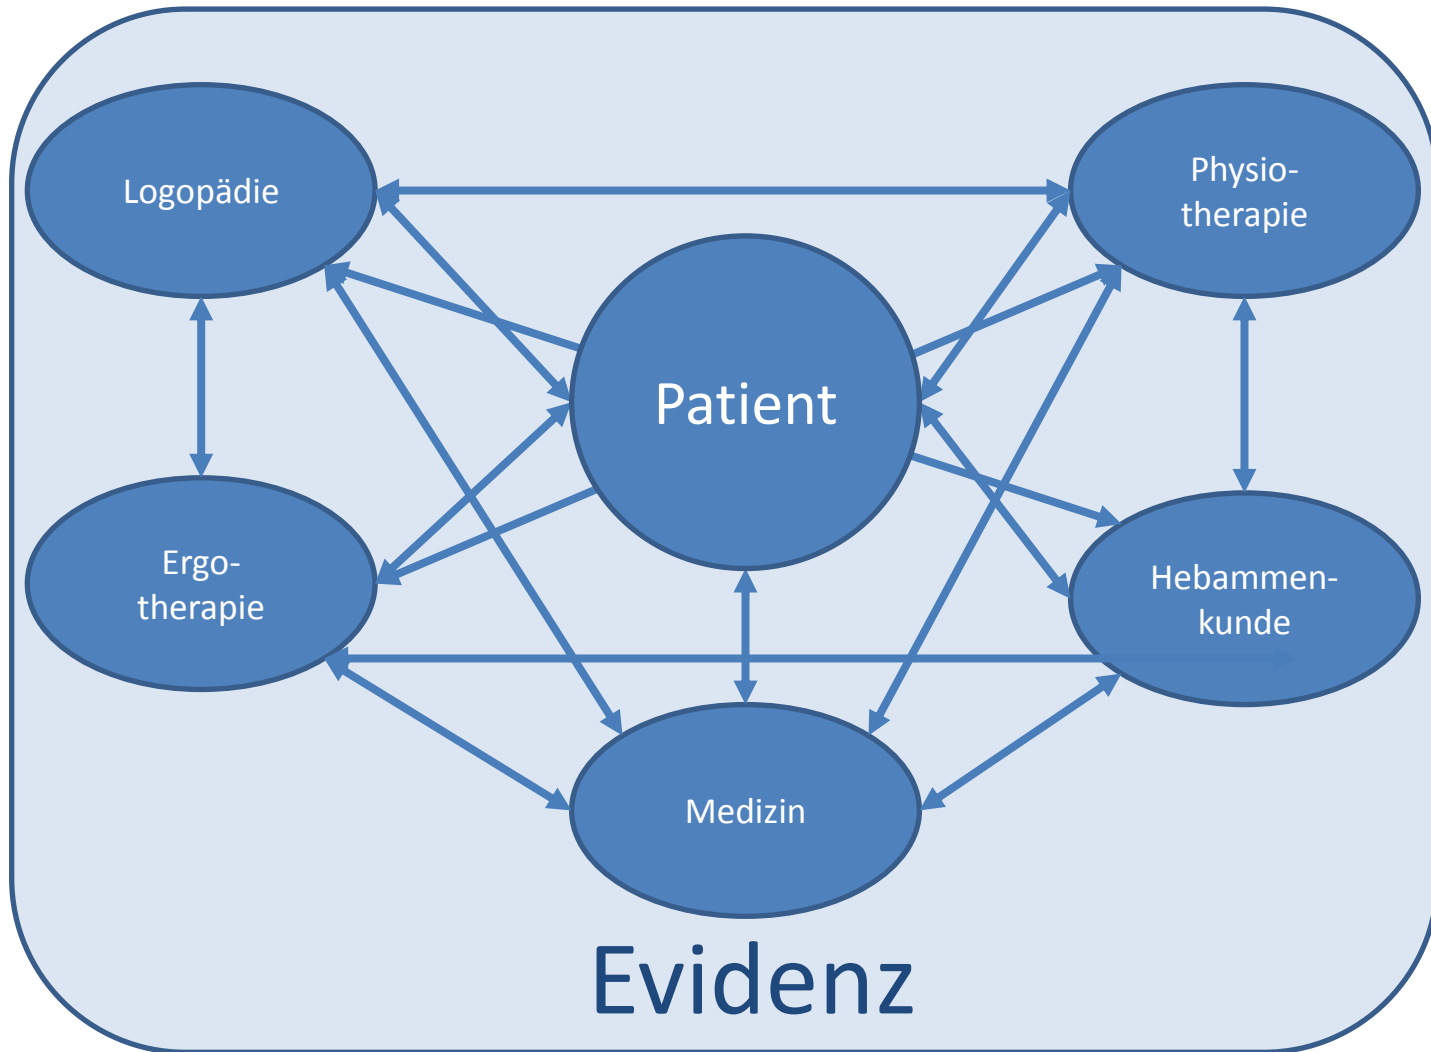 Logopädie
Physio-
therapie
Patient
Ergo-
therapie
Hebammen-
kunde
Medizin
Evidenz